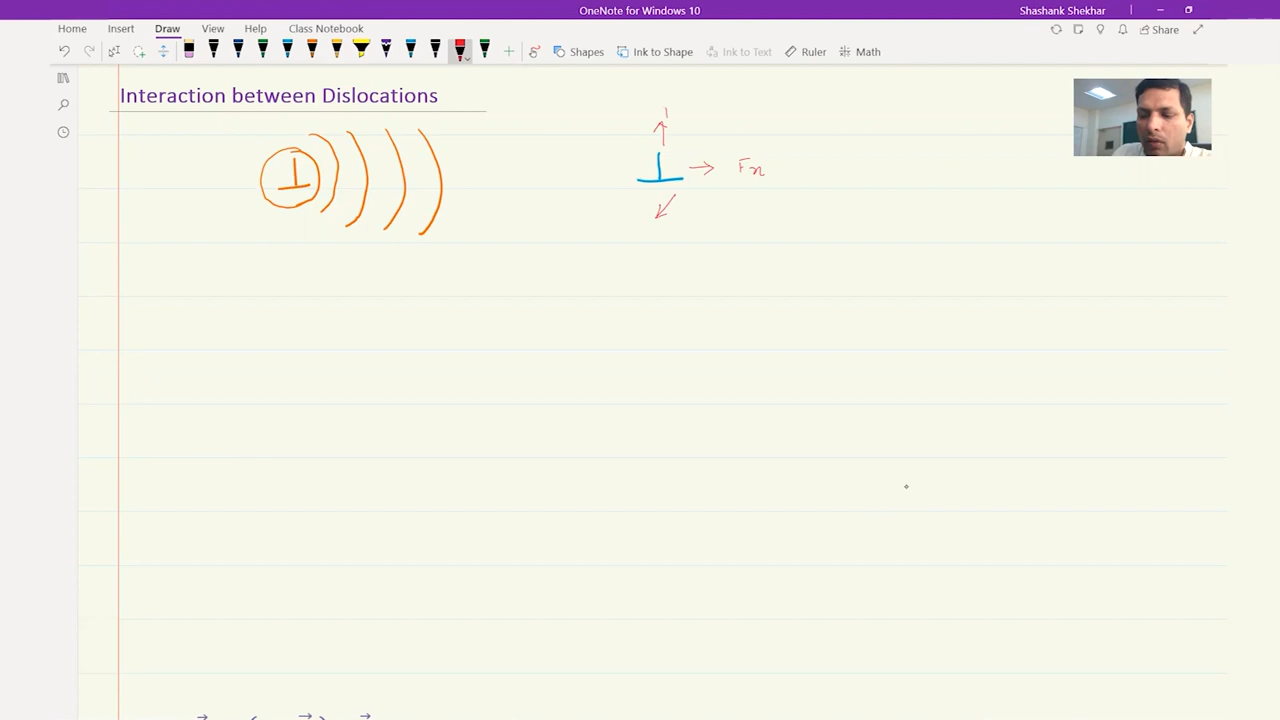 OneNote for Windows 10
Shashank Shekhar
Home Insert Draw View Help Class Notebook
Share
Shapes Ink to Shape Ink to Text Ruler Math
Interaction between Dislocations
Fx